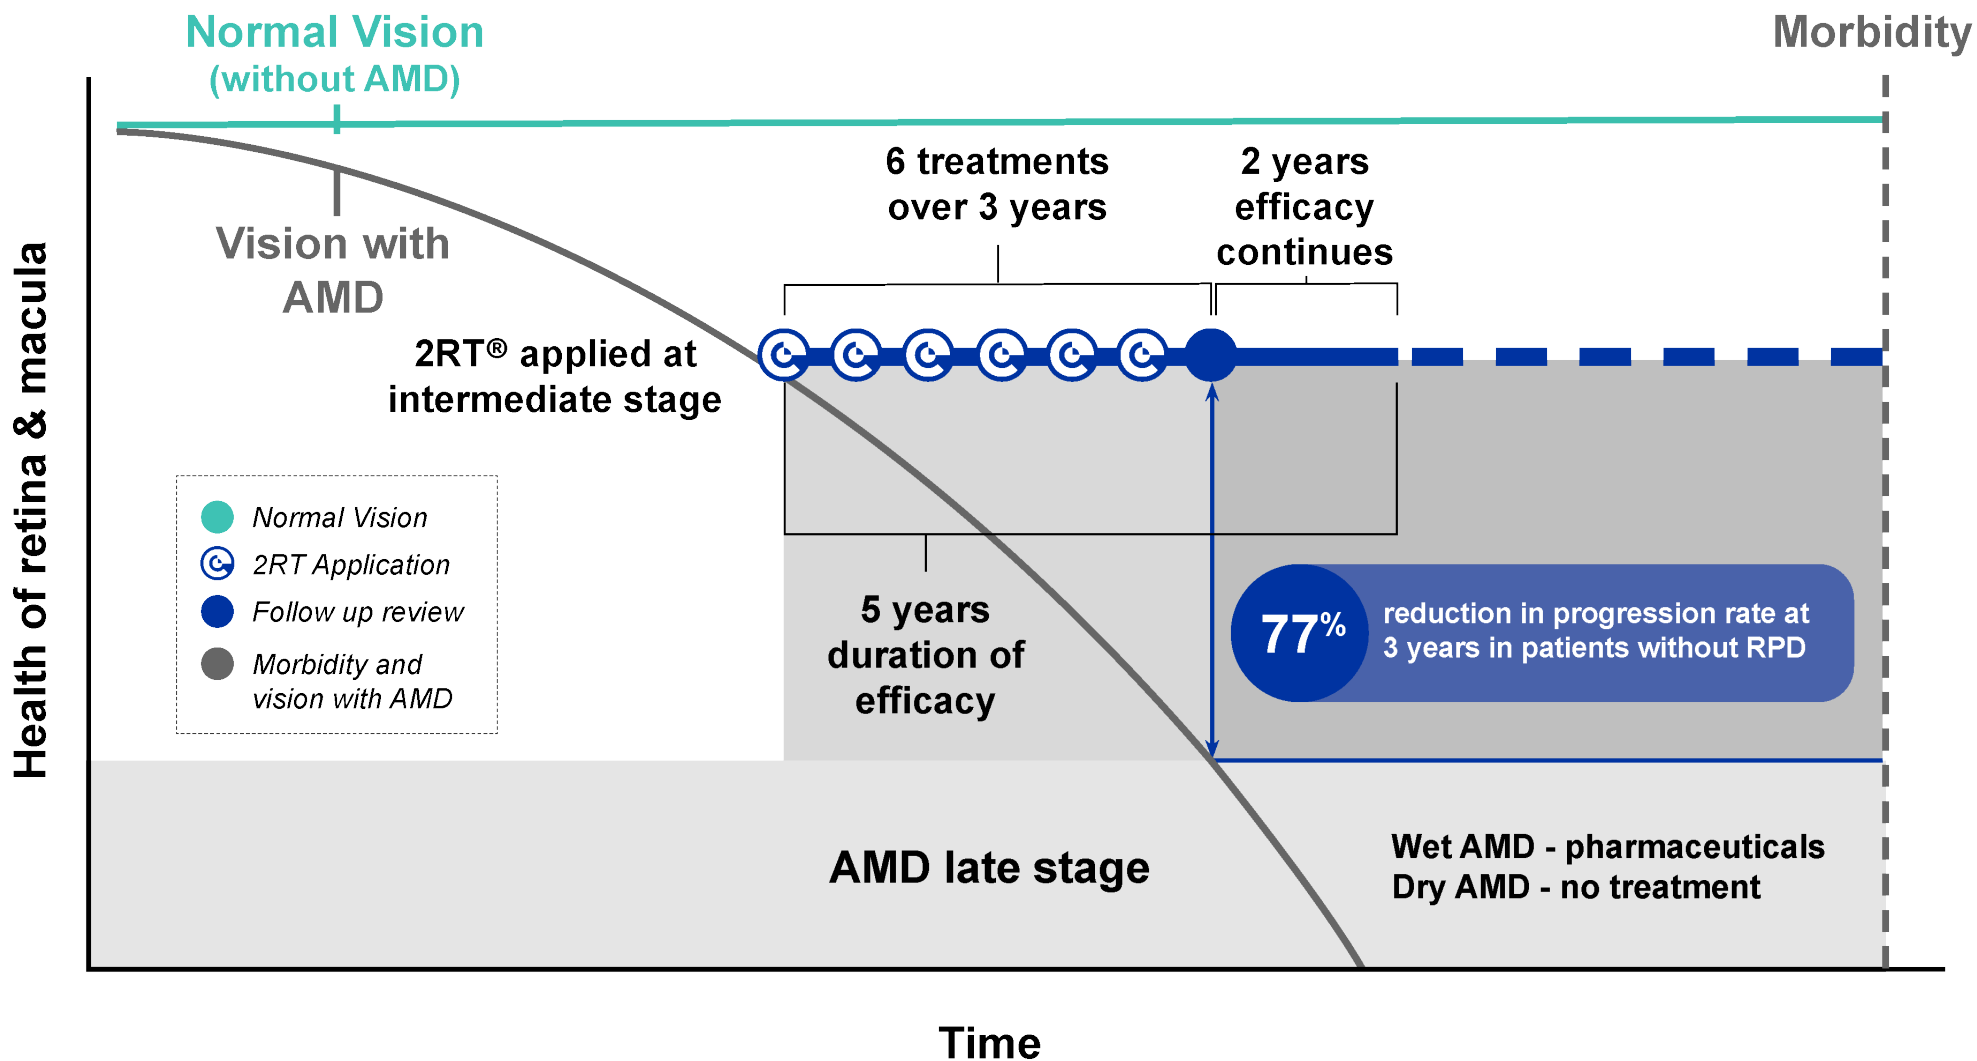 Normal Vision
(without AMD)
Morbidity
6 treatments
over 3 years
2 years
efficacy
continues
Vision with
AMD
2RT® applied at
intermediate stage
Health of retina & macula
Normal Vision
2RT Application
Follow up review
Morbidity and
vision with AMD
5 years
duration of
efficacy
77%
reduction in progression rate at
3 years in patients without RPD
AMD late stage
Wet AMD - pharmaceuticals
Dry AMD - no treatment
Time